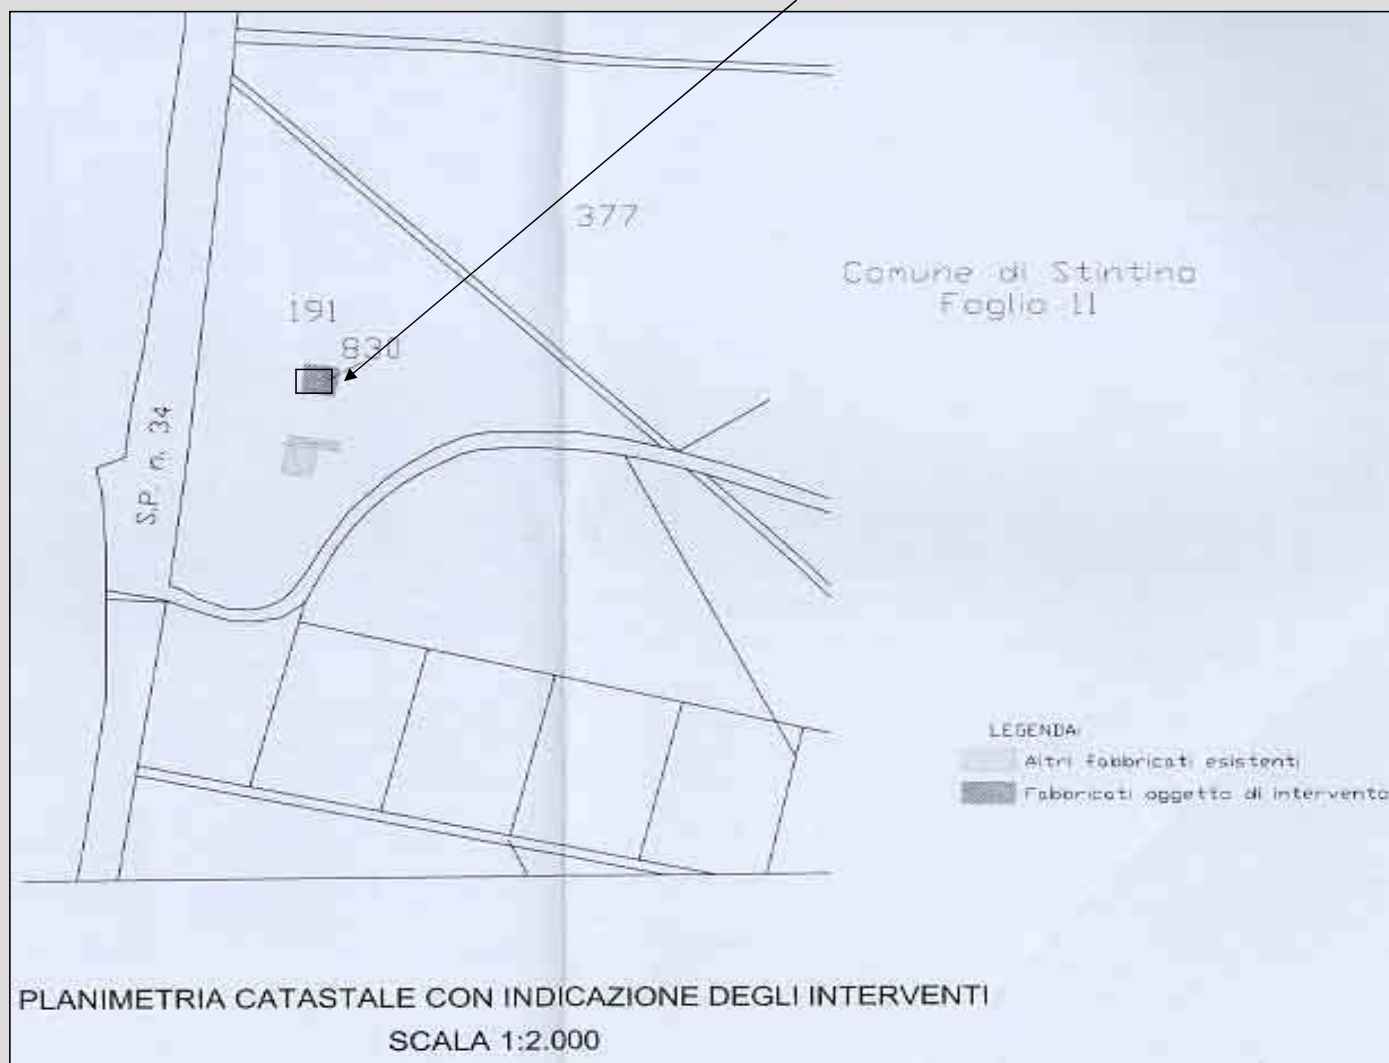 377
Comune di Stintino
Foglio 11
191
830
S.P. n. 34
LEGENDA:
Altri fabbricati esistenti
Fabbricati oggetto di intervento
PLANIMETRIA CATASTALE CON INDICAZIONE DEGLI INTERVENTI
SCALA 1:2.000